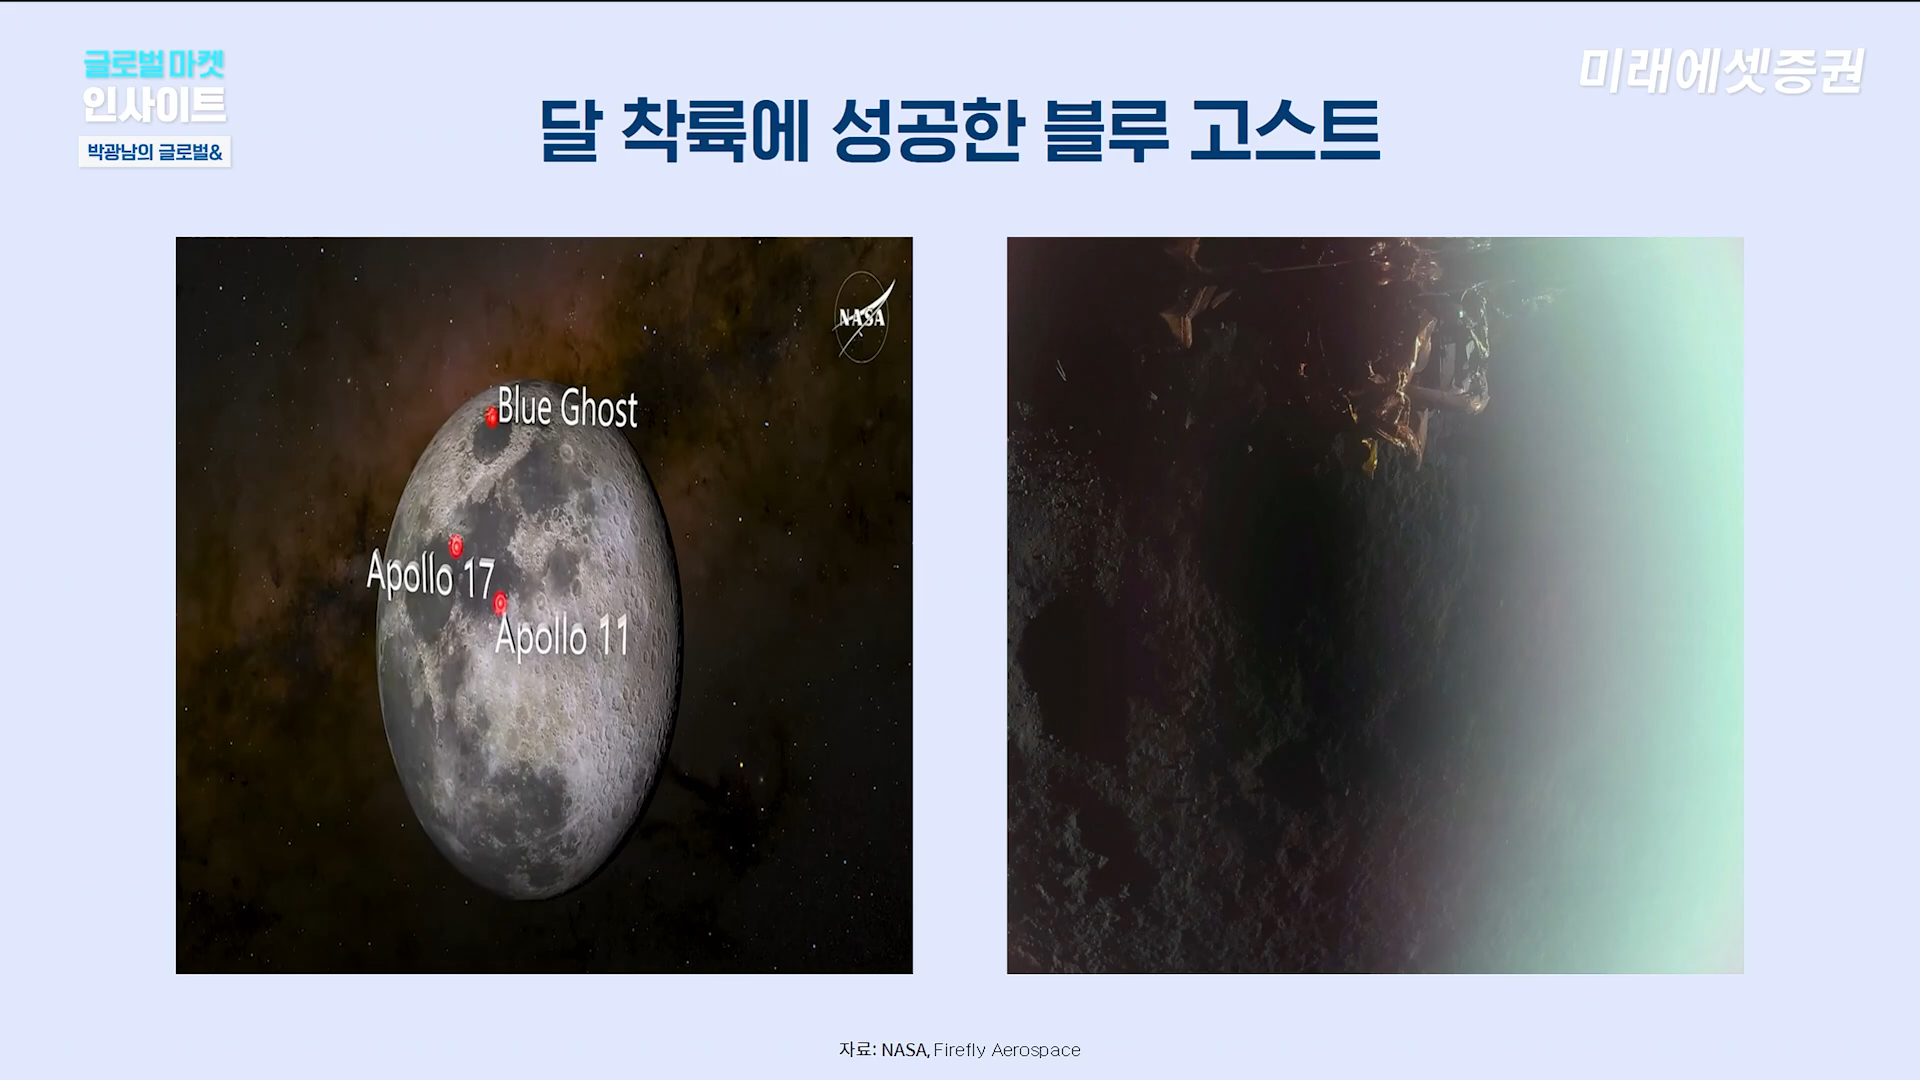 글로벌 마켓
인사이트
박광남의 글로벌&
미래에셋증권
달 착륙에 성공한 블루 고스트
NASA
Blue Ghost
Apollo 17
Apollo 11
자료: NASA, Firefly Aerospace